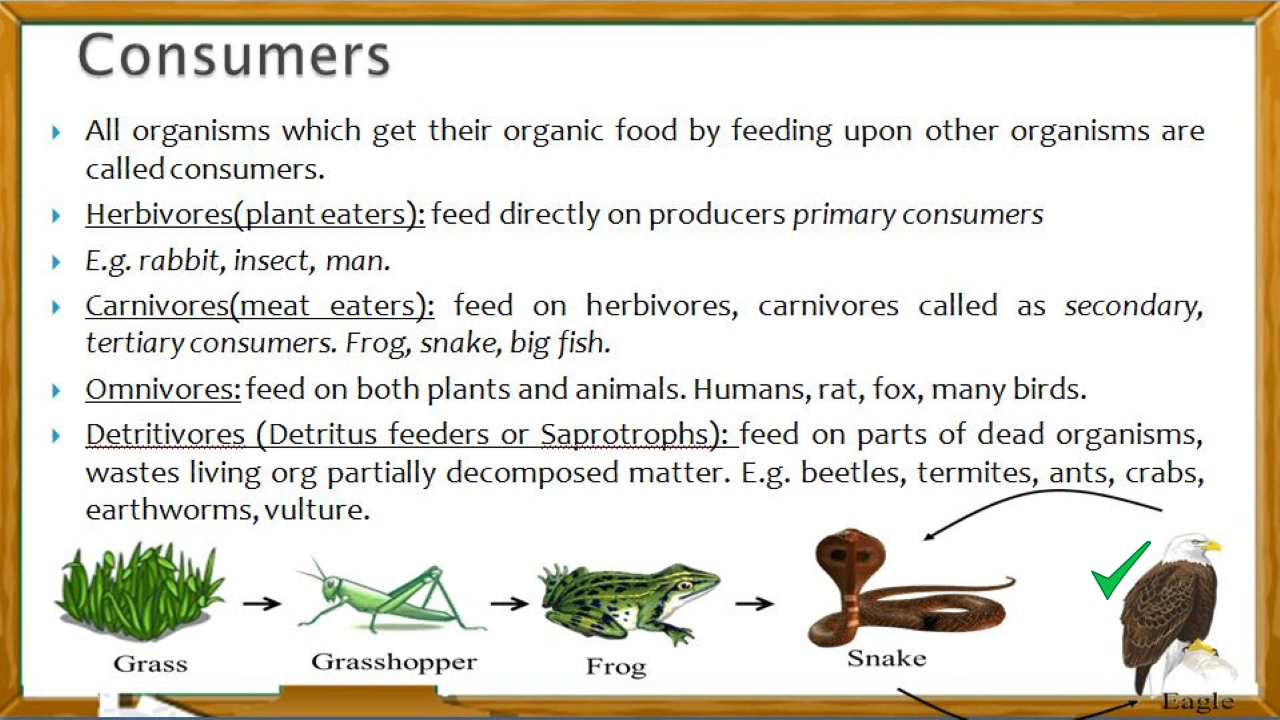 Consumers
All organisms which get their organic food by feeding upon other organisms are
called consumers.
Herbivores(plant eaters): feed directly on producers primary consumers
E.g. rabbit, insect, man.
Carnivores(meat eaters): feed on herbivores, carnivores called as secondary,
tertiary consumers. Frog, snake, big fish.
Omnivores: feed on both plants and animals. Humans, rat, fox, many birds.
Detritivores (Detritus feeders or Saprotrophs): feed on parts of dead organisms,
wastes living org partially decomposed matter. E.g. beetles, termites, ants, crabs,
earthworms, vulture.
Grass
Grasshopper
Frog
Snake
Eagle